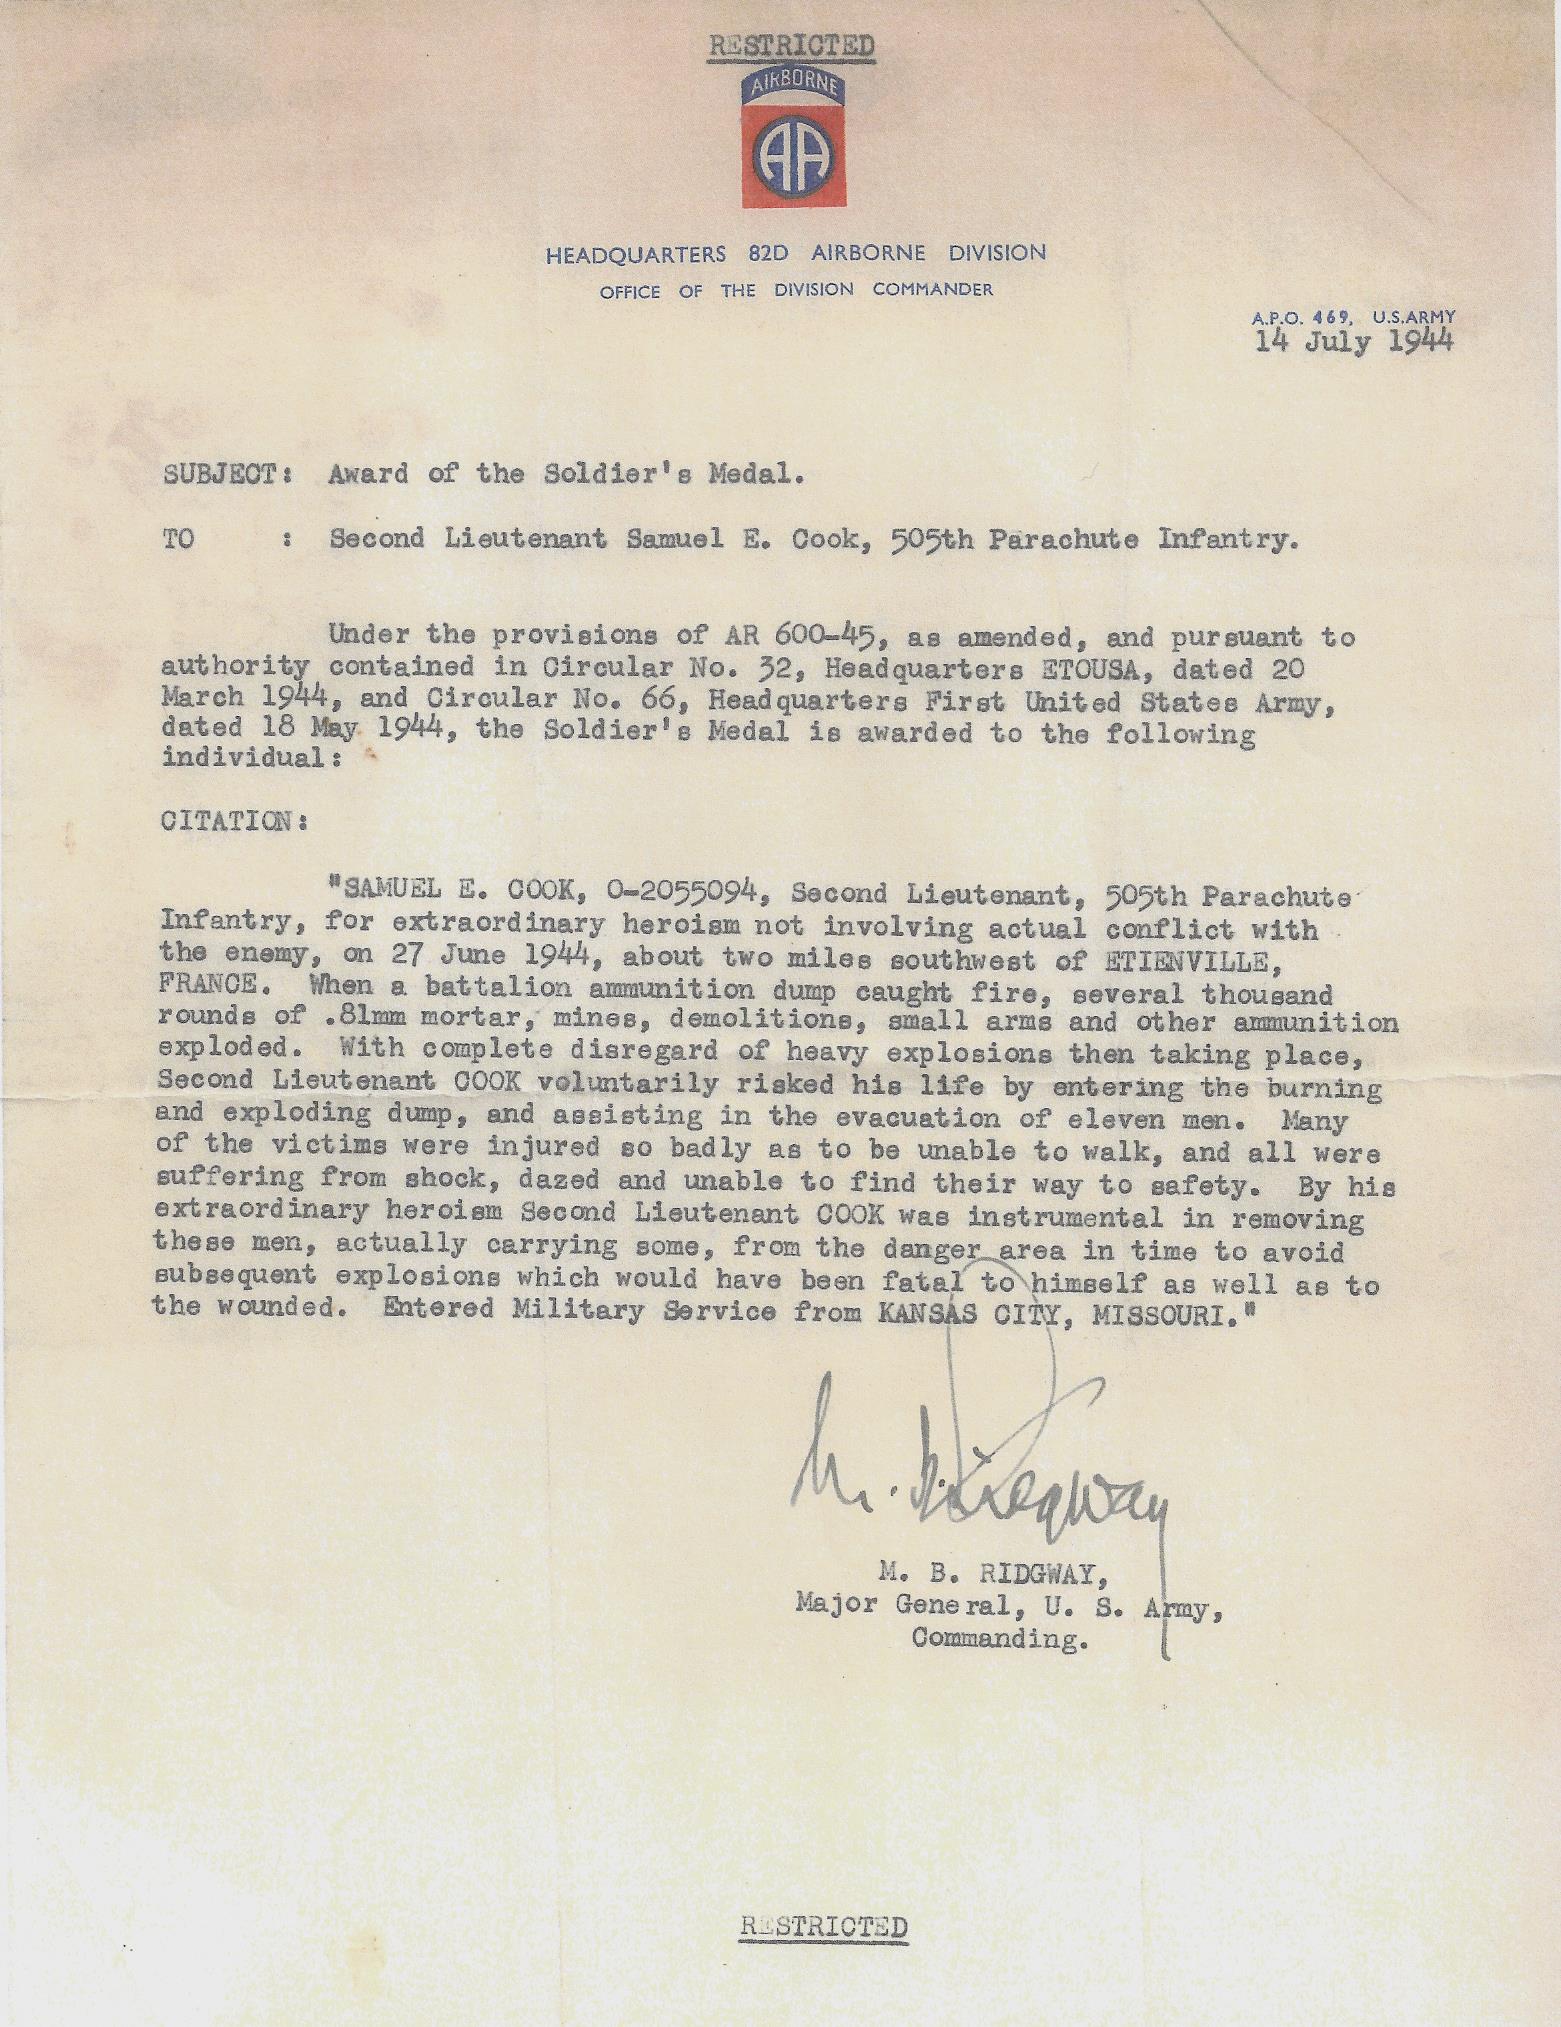 RESTRICTED
AIRBORNE
AA
HEADQUARTERS 82D AIRBORNE DIVISION
OFFICE OF THE DIVISION COMMANDER
A.P.O. 469, U.S.ARMY
14 July 1944
SUBJECT: Award of the Soldier's Medal.
TO : Second Lieutenant Samuel E. Cook, 505th Parachute Infantry.
Under the provisions of AR 600-45, as amended, and pursuant to
authority contained in Circular No. 32, Headquarters ETOUSA, dated 20
March 1944, and Circular No. 66, Headquarters First United States Army,
dated 18 May 1944, the Soldier's Medal is awarded to the following
individual:
CITATION:
"SAMUEL E. COOK, O-2055094, Second Lieutenant, 505th Parachute
Infantry, for extraordinary heroism not involving actual conflict with
the enemy, on 27 June 1944, about two miles southwest of ETIENVILLE,
FRANCE. When a battalion ammunition dump caught fire, several thousand
rounds of .81mm mortar, mines, demolitions, small arms and other ammunition
exploded. With complete disregard of heavy explosions then taking place,
Second Lieutenant COOK voluntarily risked his life by entering the burning
and exploding dump, and assisting in the evacuation of eleven men. Many
of the victims were injured so badly as to be unable to walk, and all were
suffering from shock, dazed and unable to find their way to safety. By his
extraordinary heroism Second Lieutenant COOK was instrumental in removing
these men, actually carrying some, from the danger area in time to avoid
subsequent explosions which would have been fatal to himself as well as to
the wounded. Entered Military Service from KANSAS CITY, MISSOURI."
M. B. Ridgway
M. B. RIDGWAY,
Major General, U. S. Army,
Commanding.
RESTRICTED